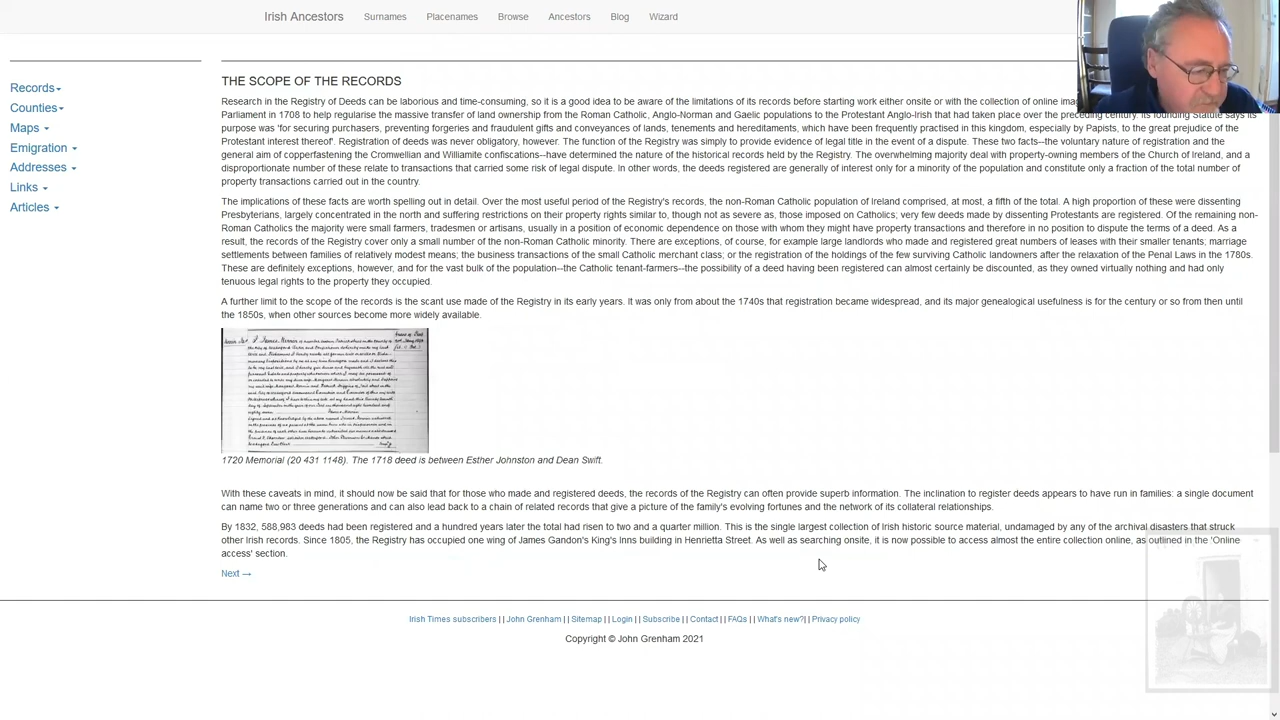 Irish Ancestors Surnames Placenames Browse Ancestors Blog Wizard
Records
Counties
Maps
Emigration
Addresses
Links
Articles
THE SCOPE OF THE RECORDS
Research in the Registry of Deeds can be laborious and time-consuming, so it is a good idea to be aware of the limitations of its records before starting work either onsite or with the collection of online
Parliament in 1708 to help regularise the massive transfer of land ownership from the Roman Catholic, Anglo-Norman and Gaelic populations to the Protestant Anglo-Irish that had taken place over the preceding century. Its founding Statute says its
purpose was 'for securing purchasers, preventing forgeries and fraudulent gifts and conveyances of lands, tenements and hereditaments, which have been frequently practised in this kingdom, especially by Papists, to the great prejudice of the
Protestant interest thereof'. Registration of deeds was never obligatory, however. The function of the Registry was simply to provide evidence of legal title in the event of a dispute. These two facts--the voluntary nature of registration and the
general aim of copperfastening the Cromwellian and Williamite confiscations--have determined the nature of the historical records held by the Registry. The overwhelming majority deal with property-owning members of the Church of Ireland, and a
disproportionate number of these relate to transactions that carried some risk of legal dispute. In other words, the deeds registered are generally of interest only for a minority of the population and constitute only a fraction of the total number of
property transactions carried out in the country.
The implications of these facts are worth spelling out in detail. Over the most useful period of the Registry's records, the non-Roman Catholic population of Ireland comprised, at most, a fifth of the total. A high proportion of these were dissenting
Presbyterians, largely concentrated in the north and suffering restrictions on their property rights similar to, though not as severe as, those imposed on Catholics; very few deeds made by dissenting Protestants are registered. Of the remaining non-
Roman Catholics the majority were small farmers, tradesmen or artisans, usually in a position of economic dependence on those with whom they might have property transactions and therefore in no position to dispute the terms of a deed. As a
result, the records of the Registry cover only a small number of the non-Roman Catholic minority. There are exceptions, of course, for example large landlords who made and registered great numbers of leases with their smaller tenants; marriage
settlements between families of relatively modest means; the business transactions of the small Catholic merchant class; or the registration of the holdings of the few surviving Catholic landowners after the relaxation of the Penal Laws in the 1780s.
These are definitely exceptions, however, and for the vast bulk of the population--the Catholic tenant-farmers--the possibility of a deed having been registered can almost certainly be discounted, as they owned virtually nothing and had only
tenuous legal rights to the property they occupied.
A further limit to the scope of the records is the scant use made of the Registry in its early years. It was only from about the 1740s that registration became widespread, and its major genealogical usefulness is for the century or so from then until
the 1850s, when other sources become more widely available.
1720 Memorial (20 431 1148). The 1718 deed is between Esther Johnston and Dean Swift.
With these caveats in mind, it should now be said that for those who made and registered deeds, the records of the Registry can often provide superb information. The inclination to register deeds appears to have run in families: a single document
can name two or three generations and can also lead back to a chain of related records that give a picture of the family's evolving fortunes and the network of its collateral relationships.
By 1832, 588,983 deeds had been registered and a hundred years later the total had risen to two and a quarter million. This is the single largest collection of Irish historic source material, undamaged by any of the archival disasters that struck
other Irish records. Since 1805, the Registry has occupied one wing of James Gandon's King's Inns building in Henrietta Street. As well as searching onsite, it is now possible to access almost the entire collection online, as outlined in the 'Online
access' section.
Next →
Irish Times subscribers | | John Grenham | | Sitemap | | Login | | Subscribe | | Contact | | FAQs | | What's new?| | Privacy policy
Copyright © John Grenham 2021